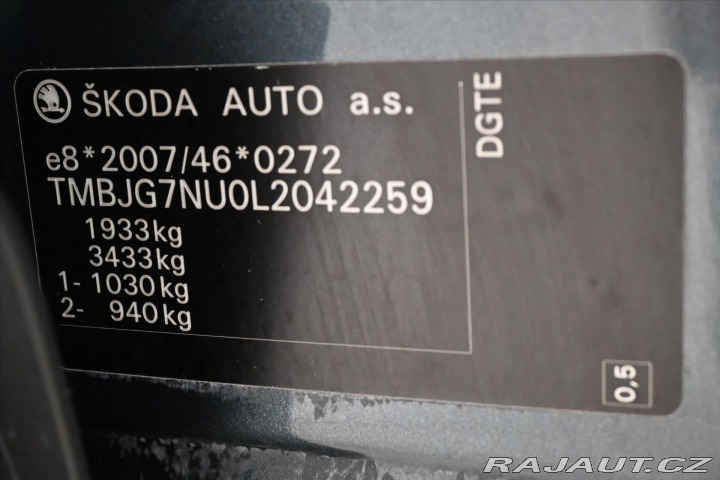 ŠKODA AUTO a.s.
e8*2007/46*0272
TMBJG7NU0L2042259
1933kg
3433kg
1- 1030kg
2- 940kg
DGTE
0,5
RAJAUT.CZ